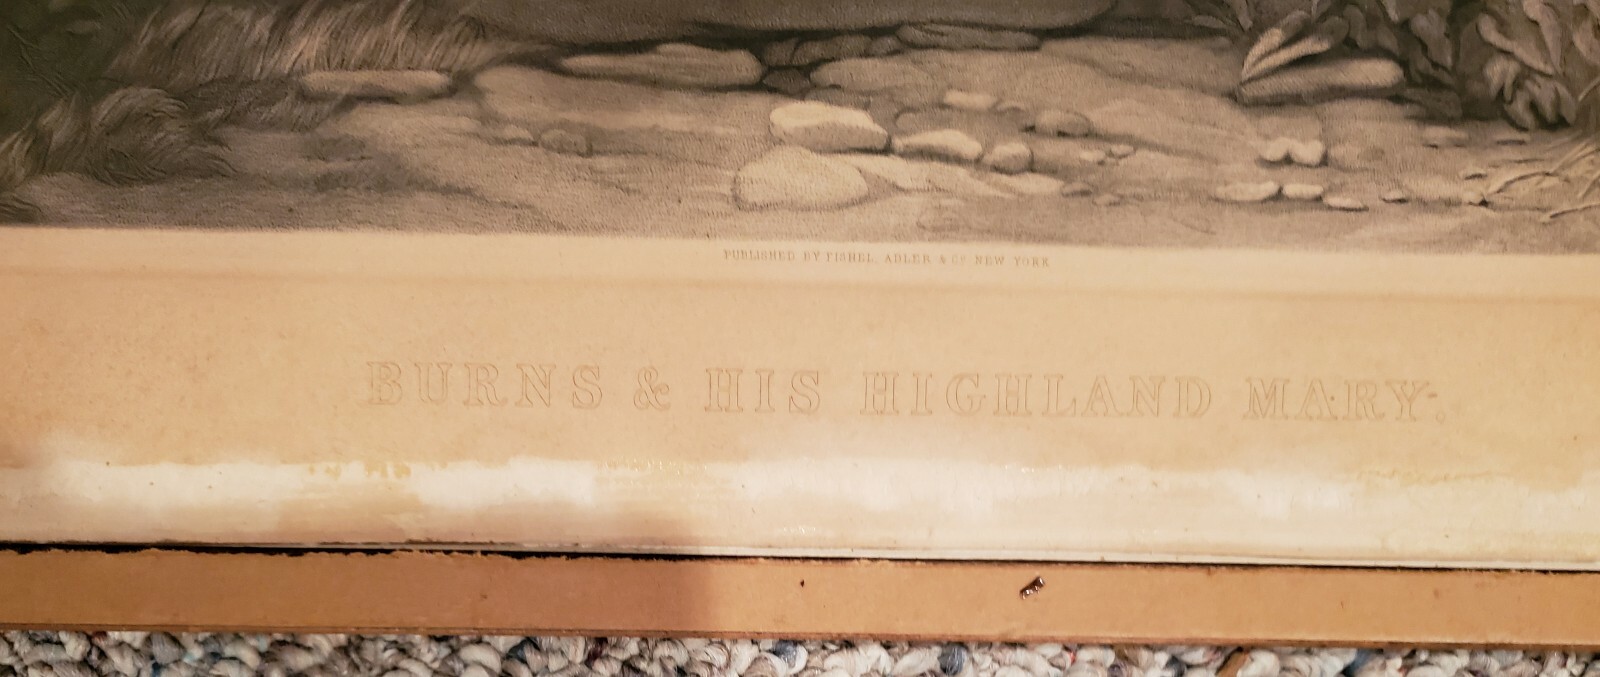 PUBLISHED BY FISHEL, ADLER & Co. NEW YORK
BURNS & HIS HIGHLAND MARY.